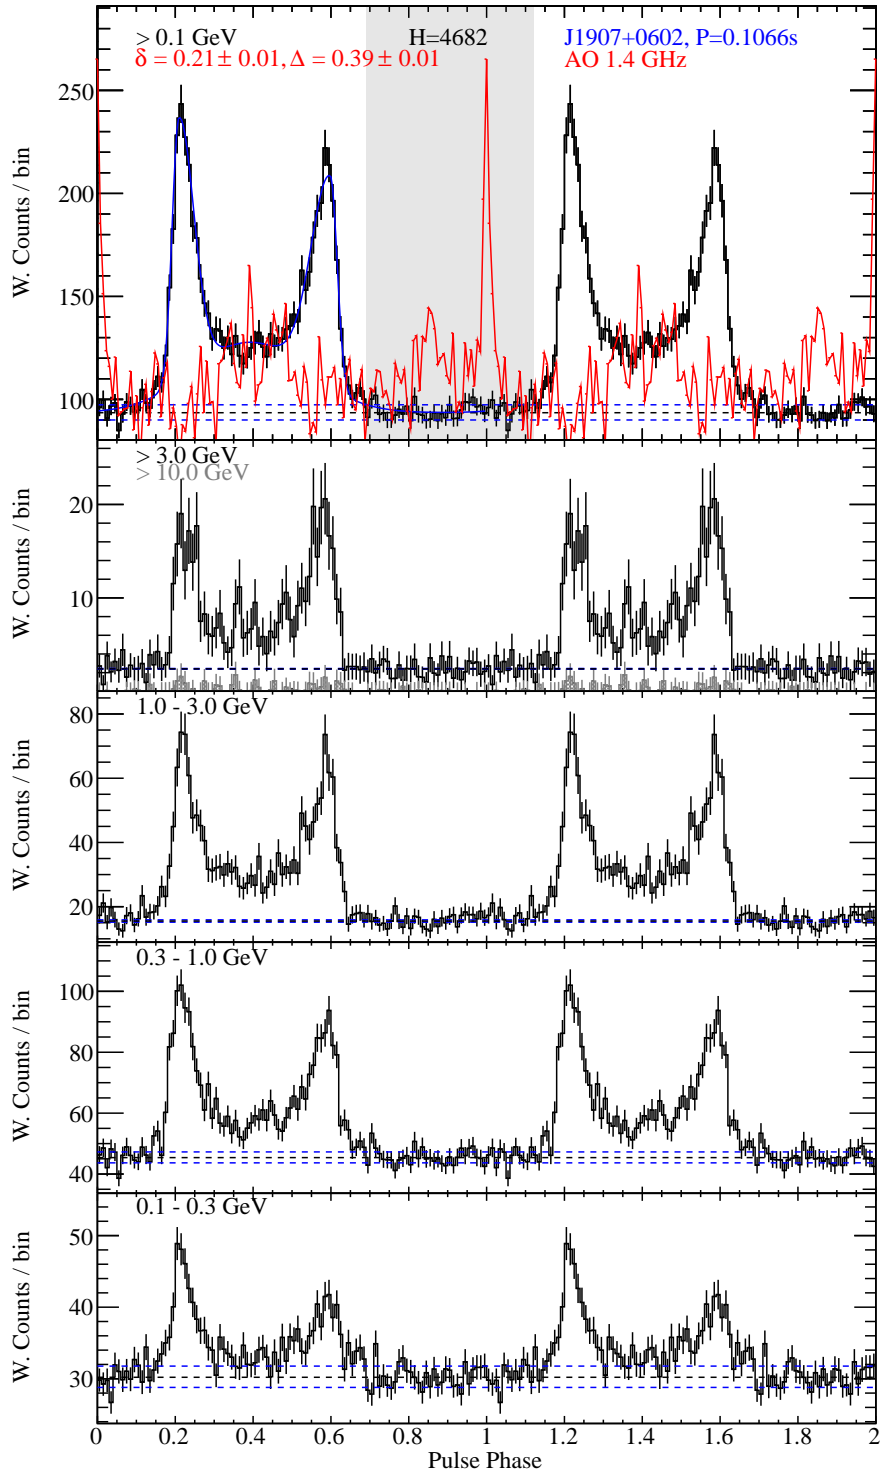 > 0.1 GeV H=4682 J1907+0602, P=0.1066s
δ = 0.21 ± 0.01, Δ = 0.39 ± 0.01 AO 1.4 GHz
250
200
150
100
W. Counts / bin
> 3.0 GeV
> 10.0 GeV
20
10
W. Counts / bin
1.0 - 3.0 GeV
80
60
40
20
W. Counts / bin
0.3 - 1.0 GeV
100
80
60
40
W. Counts / bin
0.1 - 0.3 GeV
50
40
30
W. Counts / bin
0 0.2 0.4 0.6 0.8 1 1.2 1.4 1.6 1.8 2
Pulse Phase